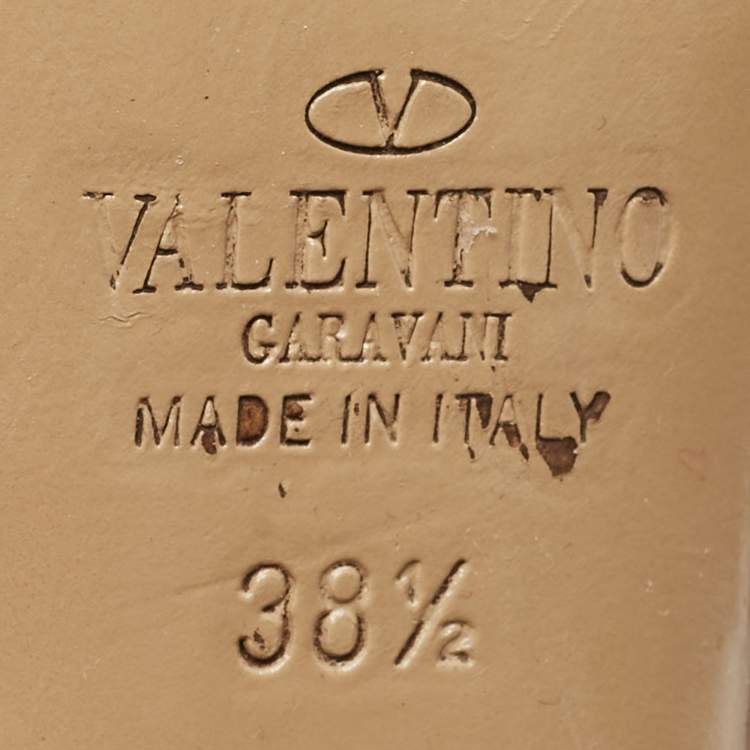 V
VALENTINO
GARAVANI
MADE IN ITALY
38½